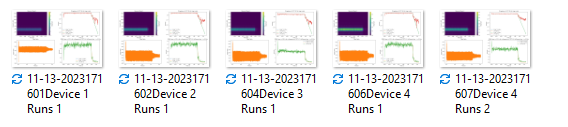 11-13-2023171
601Device 1
Runs 1
11-13-2023171
602Device 2
Runs 1
11-13-2023171
604Device 3
Runs 1
11-13-2023171
606Device 4
Runs 1
11-13-2023171
607Device 4
Runs 2